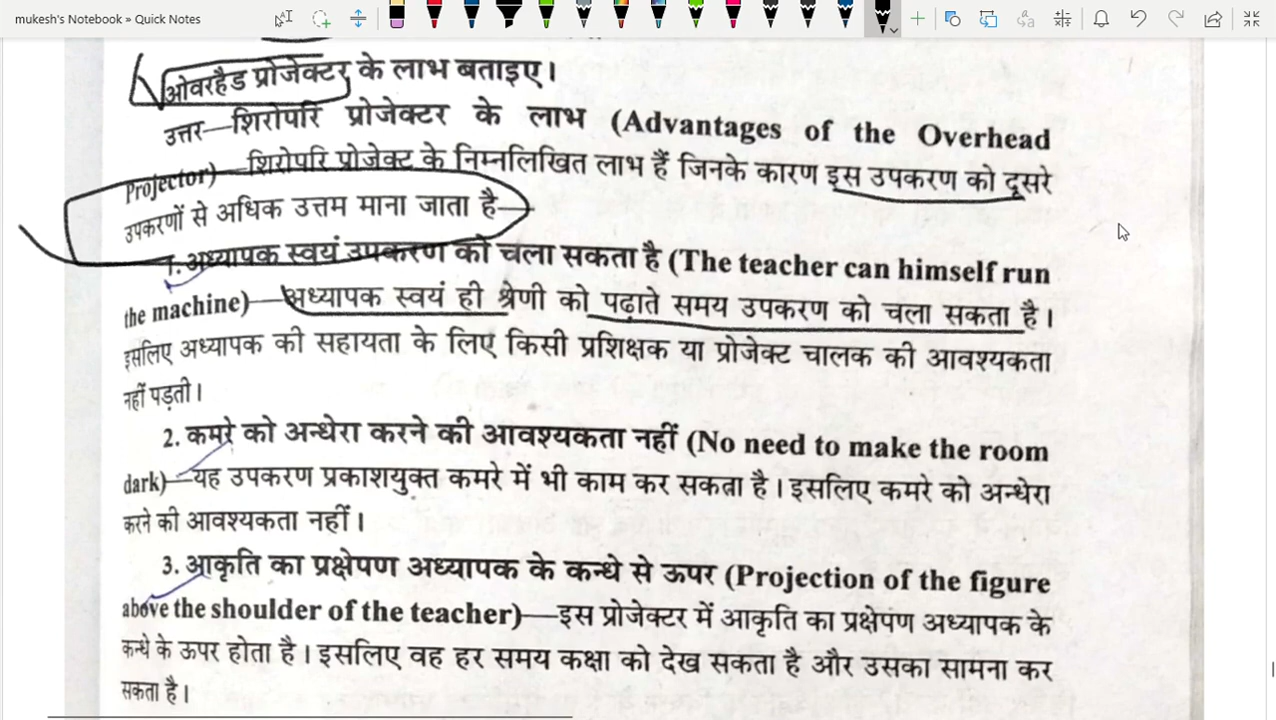 mukesh's Notebook » Quick Notes
ओवरहैड प्रोजेक्टर के लाभ बताइए।
उत्तर—शिरोपरि प्रोजेक्टर के लाभ (Advantages of the Overhead
Projector)—शिरोपरि प्रोजेक्ट के निम्नलिखित लाभ हैं जिनके कारण इस उपकरण को दूसरे
उपकरणों से अधिक उत्तम माना जाता है—
1. अध्यापक स्वयं उपकरण को चला सकता है (The teacher can himself run
the machine)—अध्यापक स्वयं ही श्रेणी को पढ़ाते समय उपकरण को चला सकता है।
इसलिए अध्यापक की सहायता के लिए किसी प्रशिक्षक या प्रोजेक्ट चालक की आवश्यकता
नहीं पड़ती।
2. कमरे को अन्धेरा करने की आवश्यकता नहीं (No need to make the room
dark)—यह उपकरण प्रकाशयुक्त कमरे में भी काम कर सकता है। इसलिए कमरे को अन्धेरा
करने की आवश्यकता नहीं।
3. आकृति का प्रक्षेपण अध्यापक के कन्धे से ऊपर (Projection of the figure
above the shoulder of the teacher)—इस प्रोजेक्टर में आकृति का प्रक्षेपण अध्यापक के
कन्धे के ऊपर होता है। इसलिए वह हर समय कक्षा को देख सकता है और उसका सामना कर
सकता है।